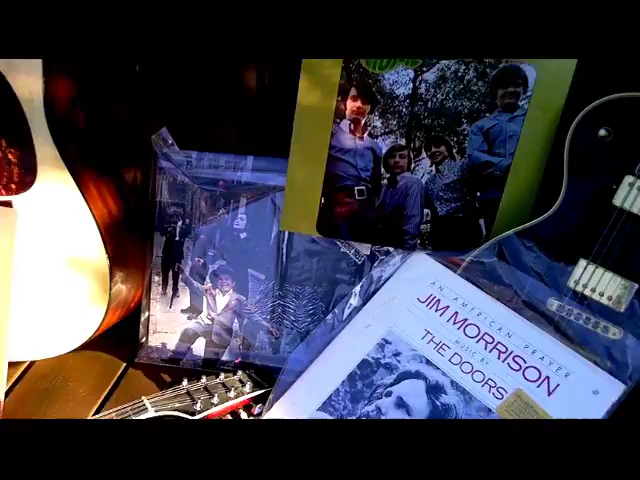 AN AMERICAN PRAYER
JIM MORRISON
MUSIC BY
THE DOORS